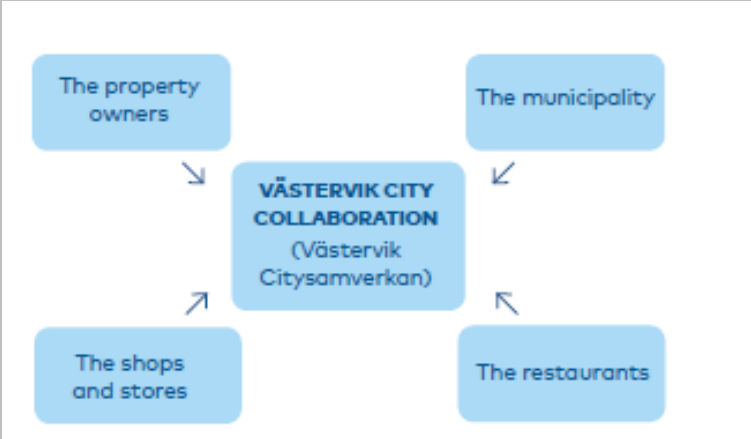 The property
owners
The municipality
VÄSTERVIK CITY
COLLABORATION
(Västervik
Citysamverkan)
The shops
and stores
The restaurants